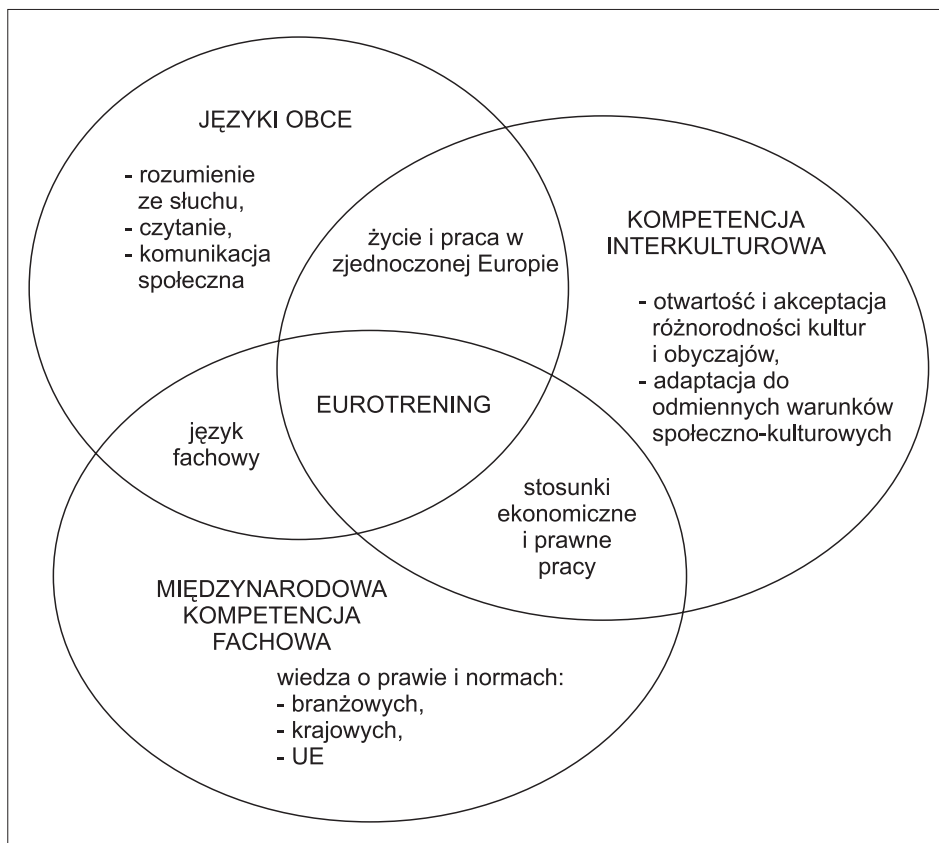 JĘZYKI OBCE
- rozumienie
ze słuchu,
- czytanie,
- komunikacja
społeczna
życie i praca w
zjednoczonej Europie
KOMPETENCJA
INTERKULTUROWA
- otwartość i akceptacja
różnorodności kultur
i obyczajów,
- adaptacja do
odmiennych warunków
społeczno-kulturowych
EUROTRENING
język
fachowy
stosunki
ekonomiczne
i prawne
pracy
MIĘDZYNARODOWA
KOMPETENCJA
FACHOWA
wiedza o prawie i normach:
- branżowych,
- krajowych,
- UE